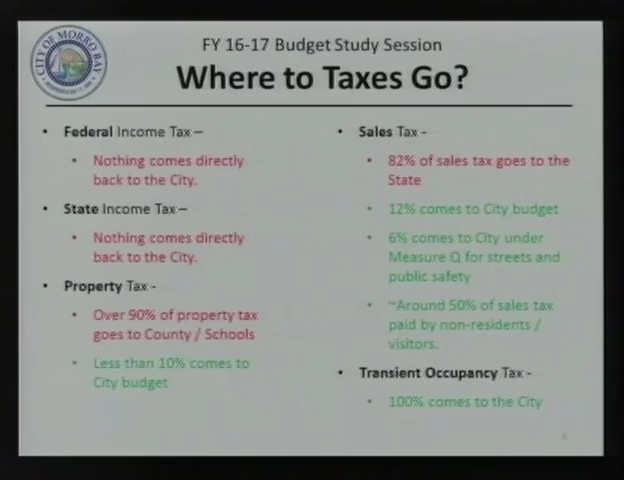 CITY OF MORRO BAY
FY 16-17 Budget Study Session
Where to Taxes Go?
• Federal Income Tax –
• Nothing comes directly
back to the City.
• State Income Tax –
• Nothing comes directly
back to the City.
• Property Tax -
• Over 90% of property tax
goes to County / Schools
• Less than 10% comes to
City budget
• Sales Tax -
• 82% of sales tax goes to the
State
• 12% comes to City budget
• 6% comes to City under
Measure Q for streets and
public safety
• ~Around 50% of sales tax
paid by non-residents /
visitors.
• Transient Occupancy Tax -
• 100% comes to the City